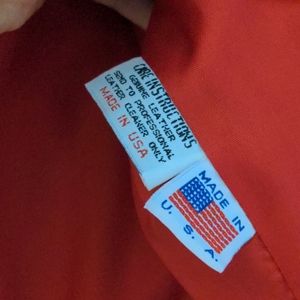 CARE INSTRUCTIONS
GENUINE LEATHER
SEND TO PROFESSIONAL
LEATHER CLEANER ONLY
MADE IN USA
MADE IN
U. S. A.